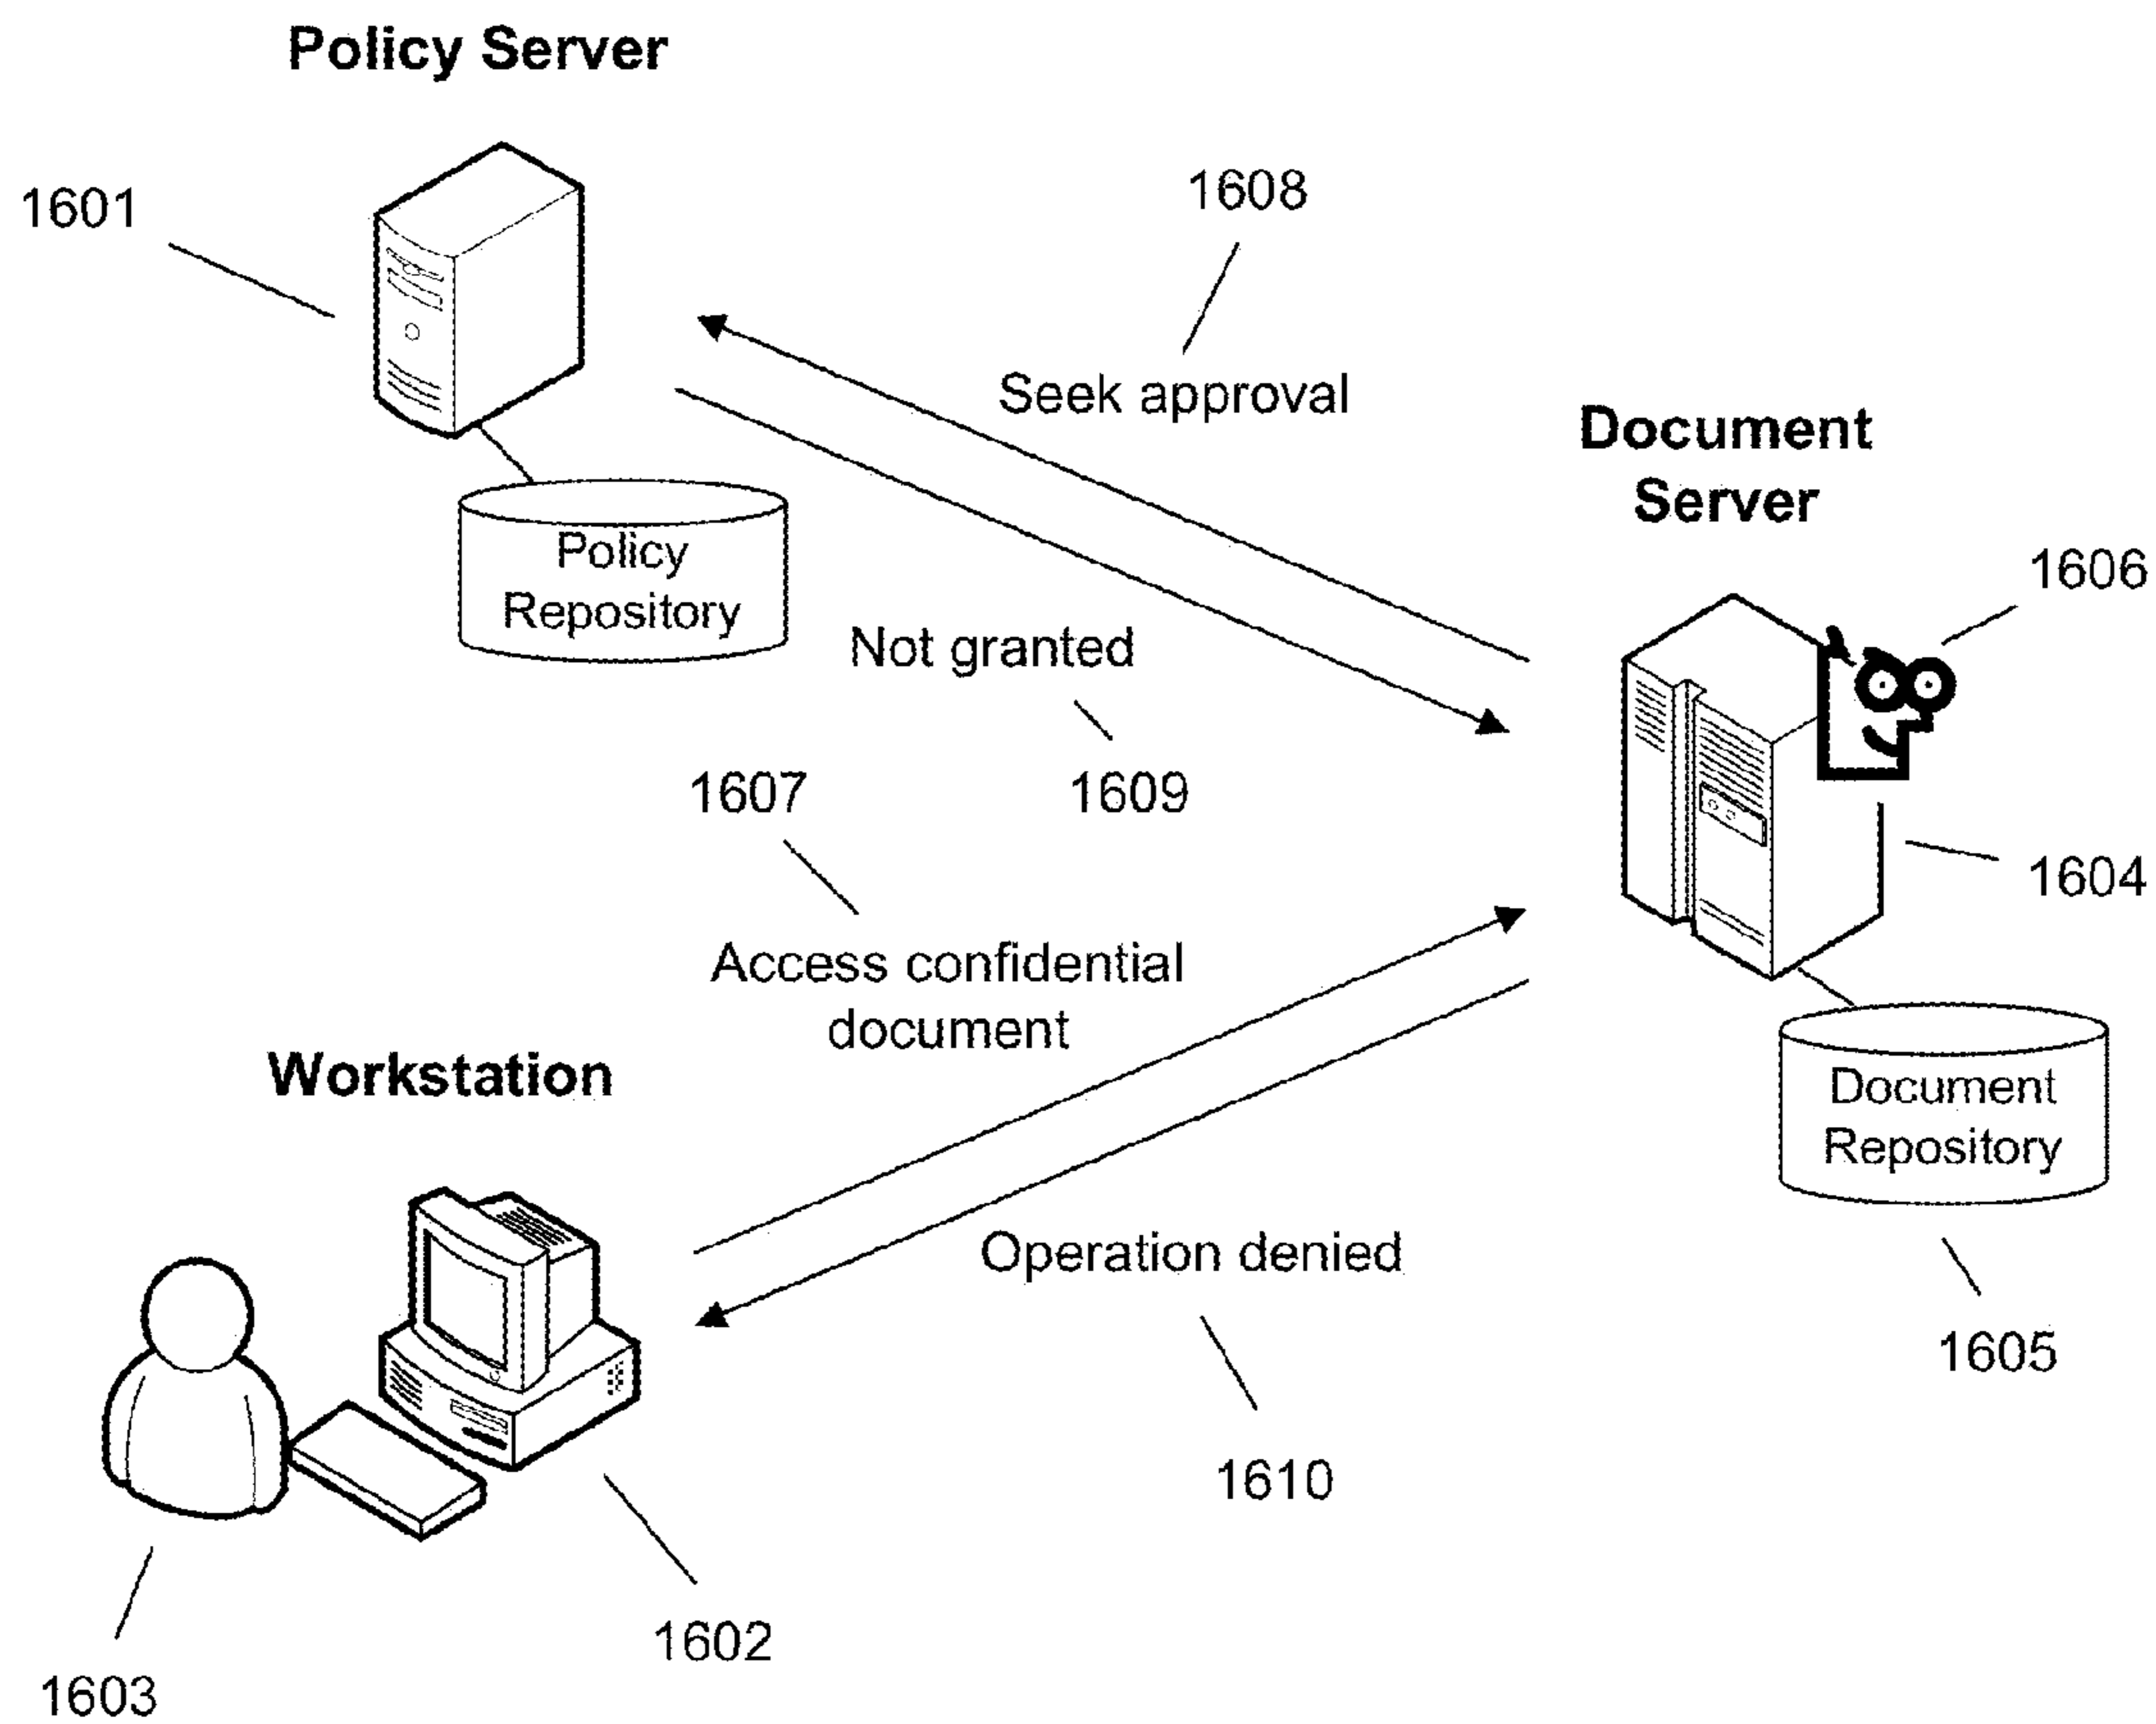 Policy Server
1601
1608
Seek approval
Document
Server
Policy
Repository
1606
Not granted
1607
1609
1604
Access confidential
document
Workstation
Document
Repository
Operation denied
1605
1610
1602
1603